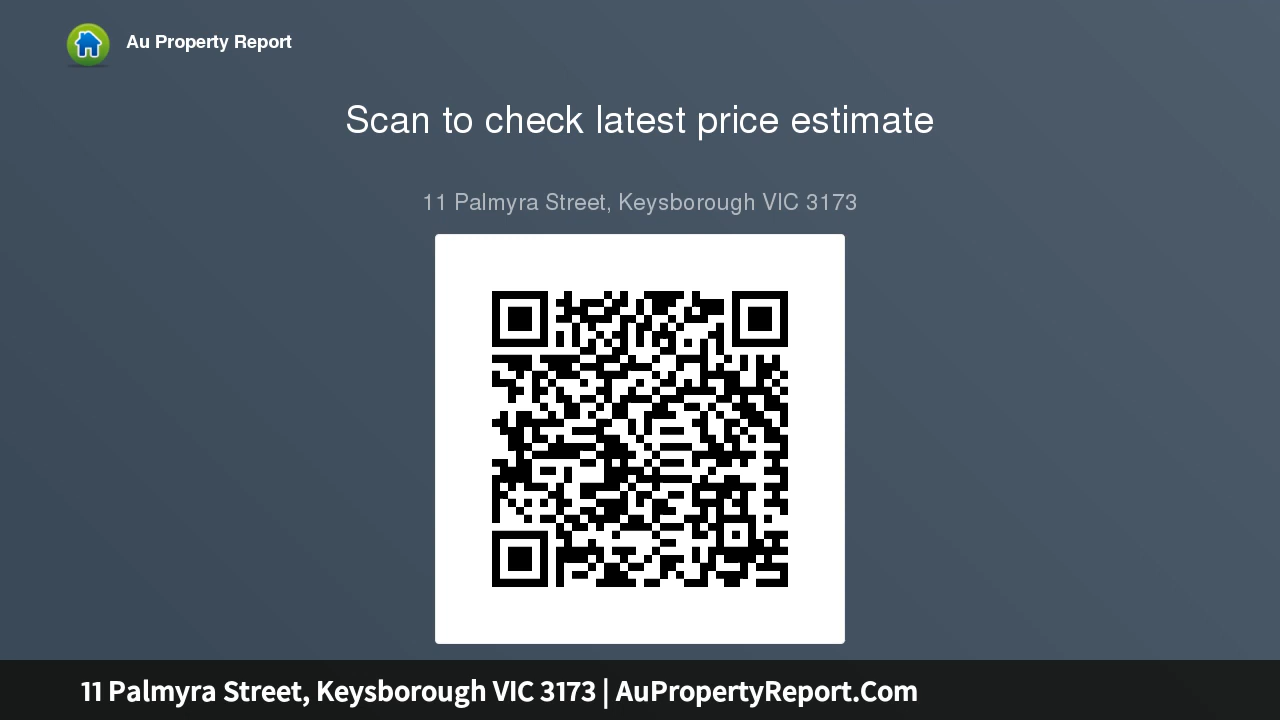 Au Property Report
Scan to check latest price estimate
11 Palmyra Street, Keysborough VIC 3173
11 Palmyra Street, Keysborough VIC 3173 | AuPropertyReport.Com